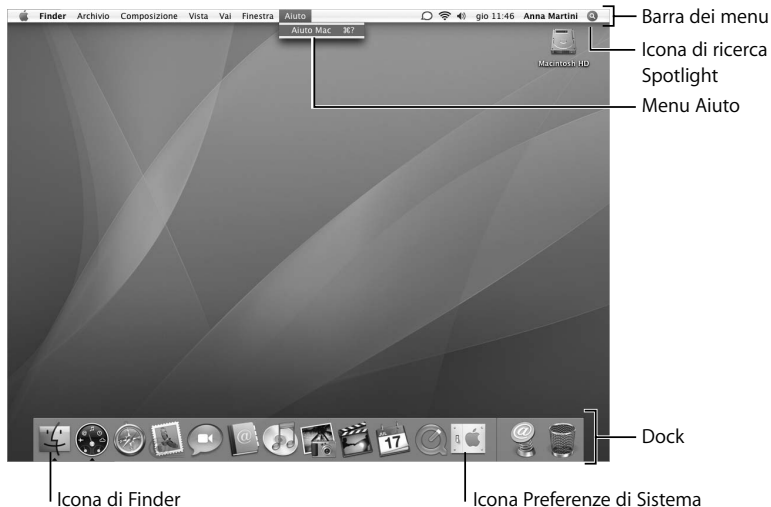 Finder Archivio Composizione Vista Vai Finestra Aiuto gio 11:46 Anna Martini
Aiuto Mac ⌘?
Macintosh HD
Barra dei menu
Icona di ricerca
Spotlight
Menu Aiuto
17
Dock
Icona di Finder
Icona Preferenze di Sistema